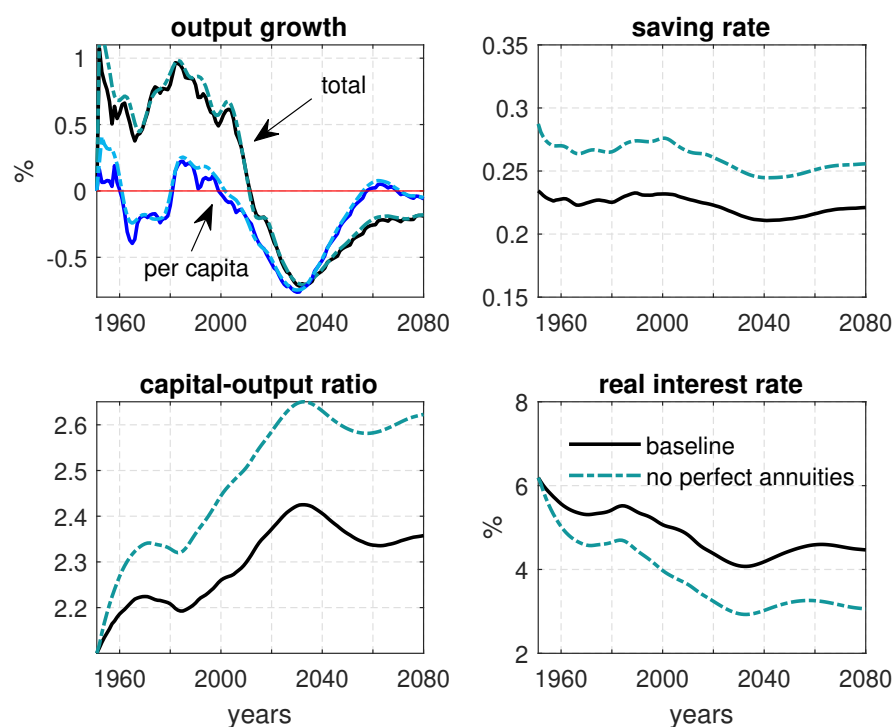 output growth
1
0.5
0
-0.5
%
total
per capita
1960 2000 2040 2080
saving rate
0.35
0.3
0.25
0.2
0.15
1960 2000 2040 2080
capital-output ratio
2.6
2.5
2.4
2.3
2.2
1960 2000 2040 2080
years
real interest rate
8
6
4
2
%
baseline
no perfect annuities
1960 2000 2040 2080
years